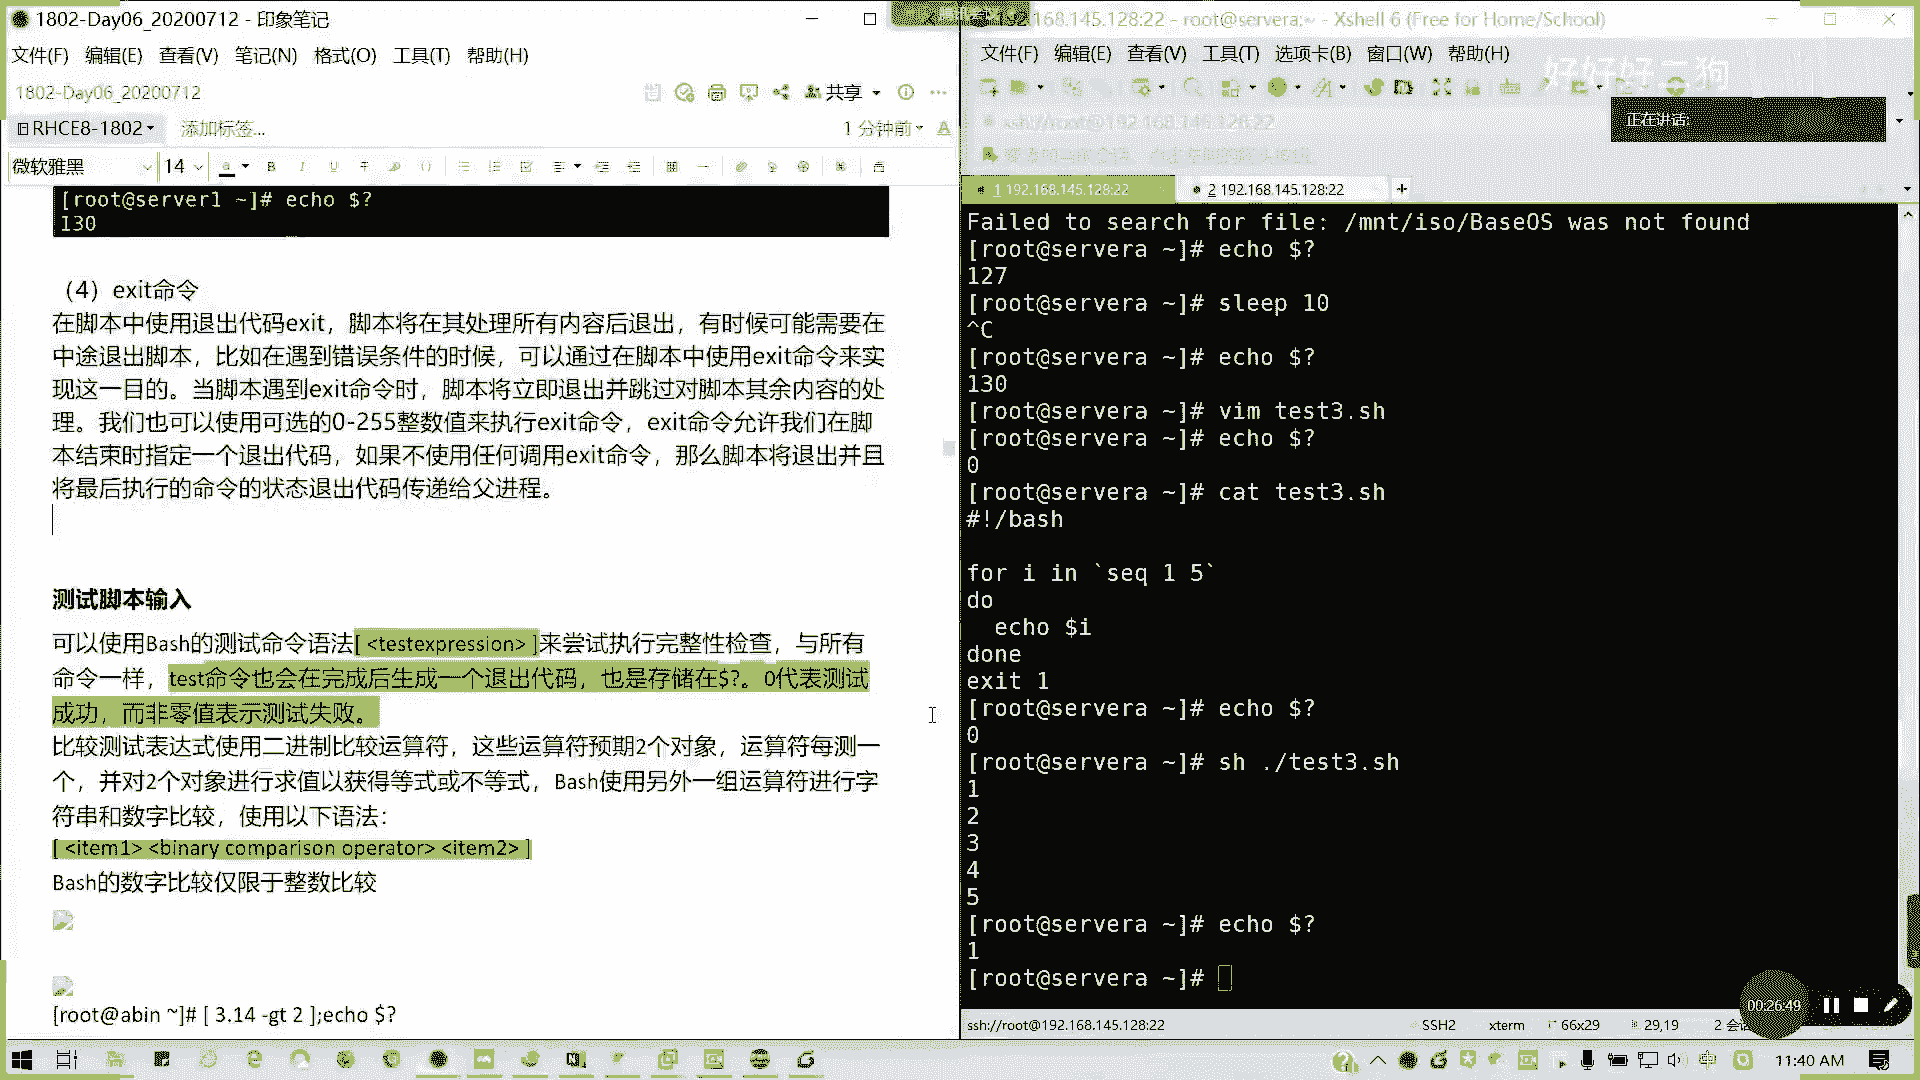 1802-Day06_20200712 - 印象笔记
文件(F) 编辑(E) 查看(V) 笔记(N) 格式(O) 工具(T) 帮助(H)
1802-Day06_20200712
共享
RHCE8-1802
添加标签...
1 分钟前
微软雅黑
14
[root@server1 ~]# echo $?
130
（4）exit命令
在脚本中使用退出代码exit，脚本将在其处理所有内容后退出，有时候可能需要在
中途退出脚本，比如在遇到错误条件的时候，可以通过在脚本中使用exit命令来实
现这一目的。当脚本遇到exit命令时，脚本将立即退出并跳过对脚本其余内容的处
理。我们也可以使用可选的0-255整数值来执行exit命令，exit命令允许我们在脚
本结束时指定一个退出代码，如果不使用任何调用exit命令，那么脚本将退出并且
将最后执行的命令的状态退出代码传递给父进程。
测试脚本输入
可以使用Bash的测试命令语法[ <testexpression> ]来尝试执行完整性检查，与所有
命令一样，test命令也会在完成后生成一个退出代码，也是存储在$?。0代表测试
成功，而非零值表示测试失败。
比较测试表达式使用二进制比较运算符，这些运算符预期2个对象，运算符每测一
个，并对2个对象进行求值以获得等式或不等式，Bash使用另外一组运算符进行字
符串和数字比较，使用以下语法：
[ <item1> <binary comparison operator> <item2> ]
Bash的数字比较仅限于整数比较
[root@abin ~]# [ 3.14 -gt 2 ];echo $?
192.168.145.128:22 - root@servera:~ - Xshell 6 (Free for Home/School)
文件(F) 编辑(E) 查看(V) 工具(T) 选项卡(B) 窗口(W) 帮助(H)
好好好二狗
正在讲话:
ssh://root@192.168.145.128:22
1 192.168.145.128:22
2 192.168.145.128:22
Failed to search for file: /mnt/iso/BaseOS was not found
[root@servera ~]# echo $?
127
[root@servera ~]# sleep 10
^C
[root@servera ~]# echo $?
130
[root@servera ~]# vim test3.sh
[root@servera ~]# echo $?
0
[root@servera ~]# cat test3.sh
#!/bash
for i in `seq 1 5`
do
echo $i
done
exit 1
[root@servera ~]# echo $?
0
[root@servera ~]# sh ./test3.sh
1
2
3
4
5
[root@servera ~]# echo $?
1
[root@servera ~]#
00:26:49
ssh://root@192.168.145.128:22
SSH2
xterm
66x29
29,19
2 会
中
11:40 AM